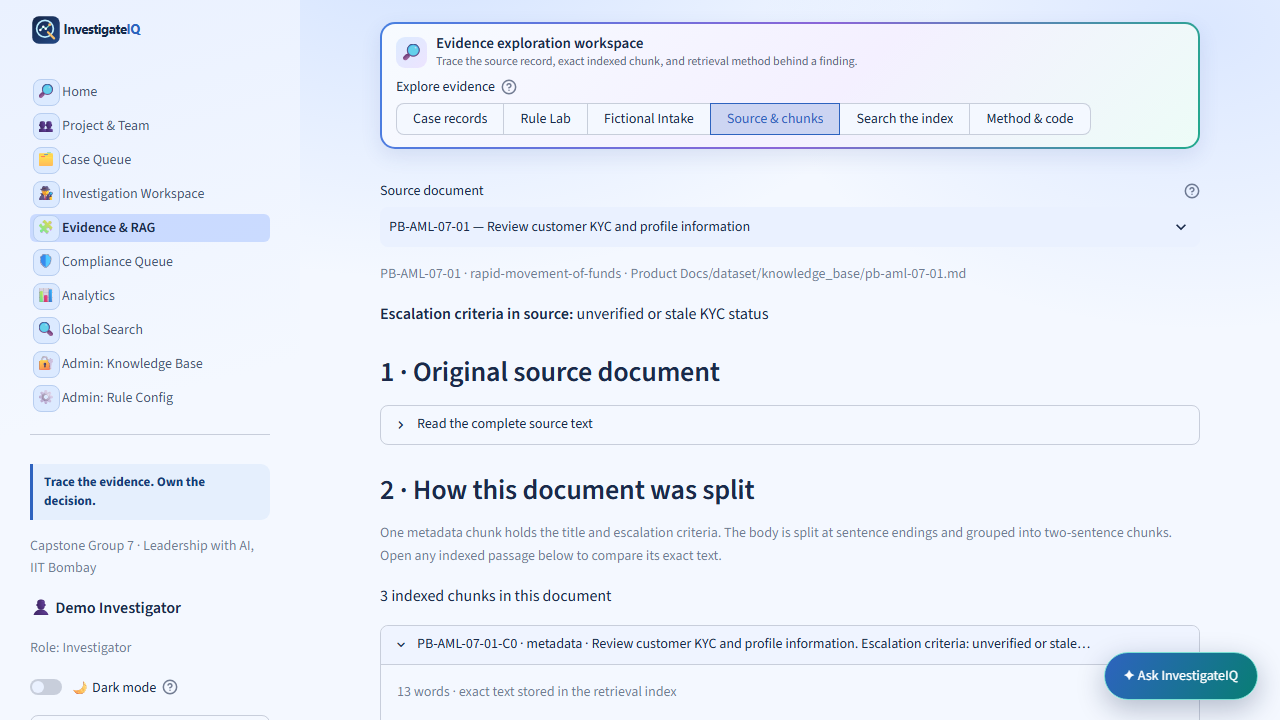 InvestigateIQ
Home
Project & Team
Case Queue
Investigation Workspace
Evidence & RAG
Compliance Queue
Analytics
Global Search
Admin: Knowledge Base
Admin: Rule Config
Trace the evidence. Own the
decision.
Capstone Group 7 · Leadership with AI,
IIT Bombay
Demo Investigator
Role: Investigator
Dark mode
Evidence exploration workspace
Trace the source record, exact indexed chunk, and retrieval method behind a finding.
Explore evidence
Case records Rule Lab Fictional Intake Source & chunks Search the index Method & code
Source document
PB-AML-07-01 — Review customer KYC and profile information
PB-AML-07-01 · rapid-movement-of-funds · Product Docs/dataset/knowledge_base/pb-aml-07-01.md
Escalation criteria in source: unverified or stale KYC status
1 · Original source document
Read the complete source text
2 · How this document was split
One metadata chunk holds the title and escalation criteria. The body is split at sentence endings and grouped into two-sentence chunks.
Open any indexed passage below to compare its exact text.
3 indexed chunks in this document
PB-AML-07-01-C0 · metadata · Review customer KYC and profile information. Escalation criteria: unverified or stale…
13 words · exact text stored in the retrieval index
✦ Ask InvestigateIQ